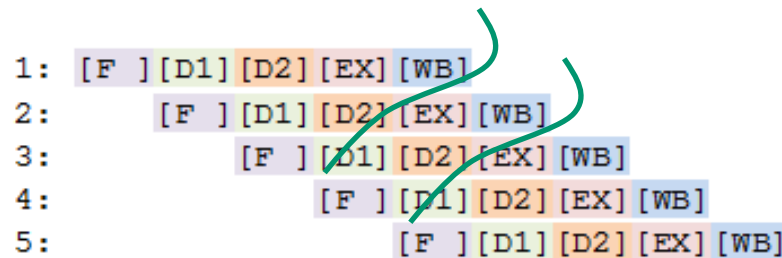 1: [F ][D1][D2][EX][WB]
2: [F ][D1][D2][EX][WB]
3: [F ][D1][D2][EX][WB]
4: [F ][D1][D2][EX][WB]
5: [F ][D1][D2][EX][WB]